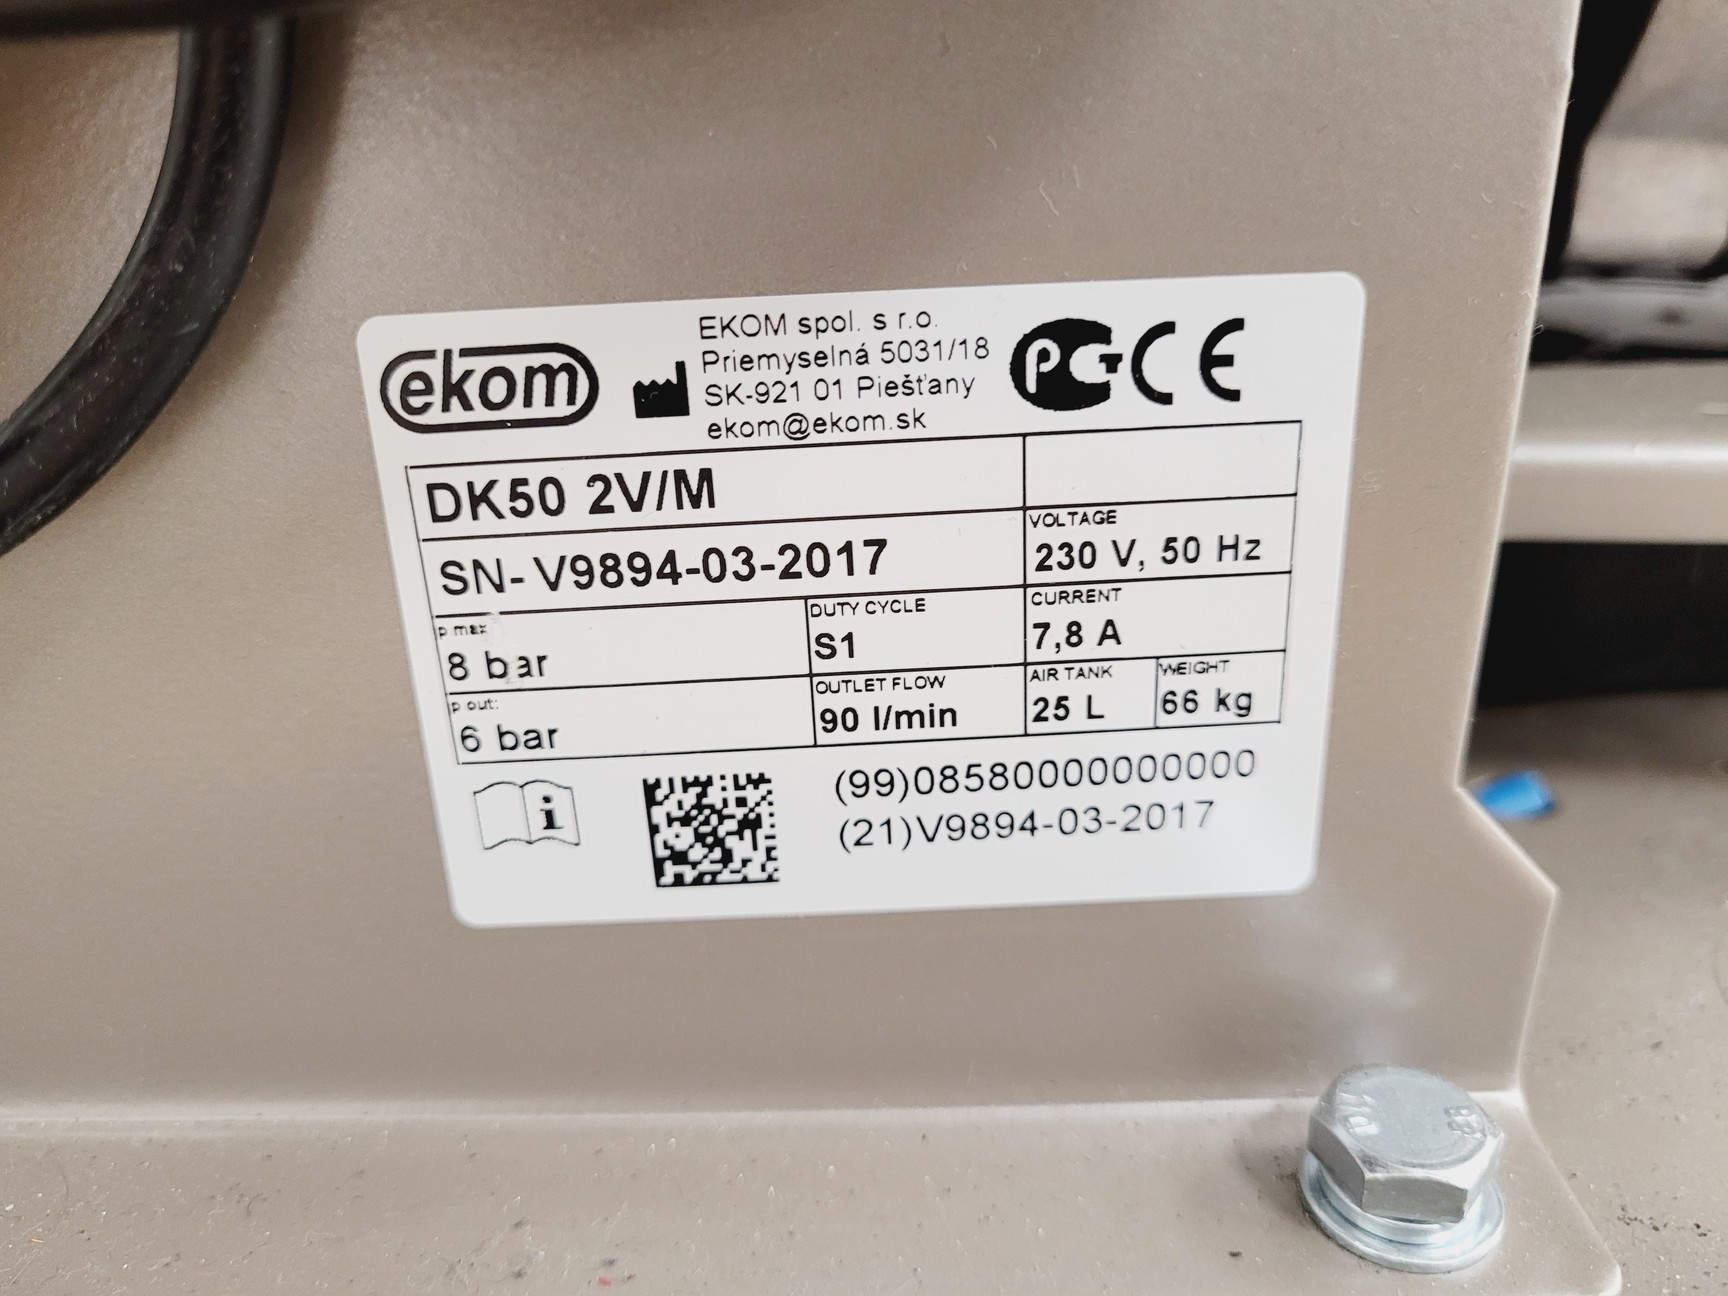 ekom
EKOM spol. s r.o.
Priemyselná 5031/18
SK-921 01 Piešťany
ekom@ekom.sk
PCT CE
DK50 2V/M
SN- V9894-03-2017
VOLTAGE
230 V, 50 Hz
p max
8 bar
DUTY CYCLE
S1
CURRENT
7,8 A
p out:
6 bar
OUTLET FLOW
90 l/min
AIR TANK
25 L
WEIGHT
66 kg
i
(99)08580000000000
(21)V9894-03-2017